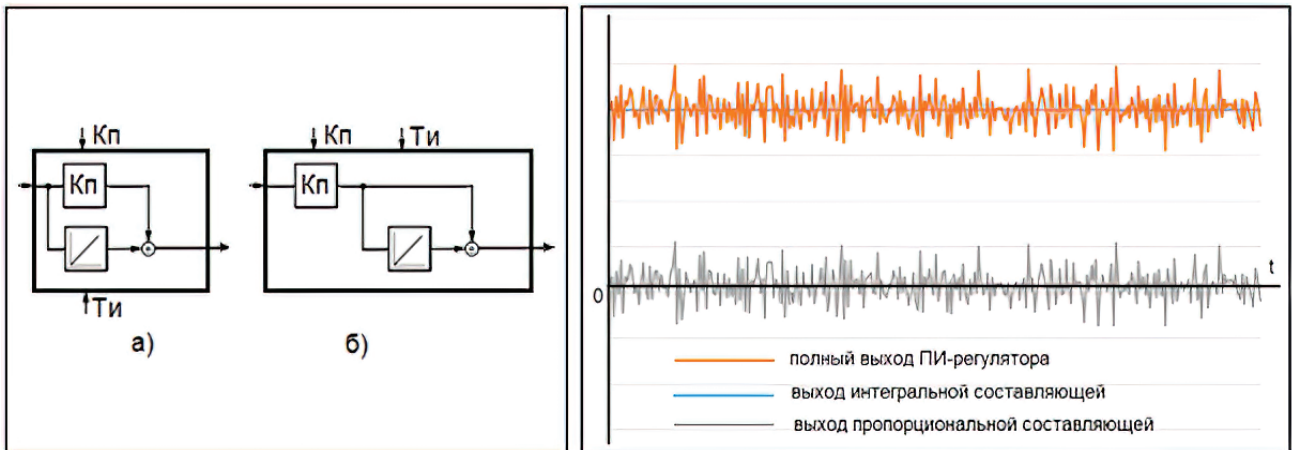 Кп
Кп
Ти
а)
Кп
Ти
Кп
б)
0
t
полный выход ПИ-регулятора
выход интегральной составляющей
выход пропорциональной составляющей